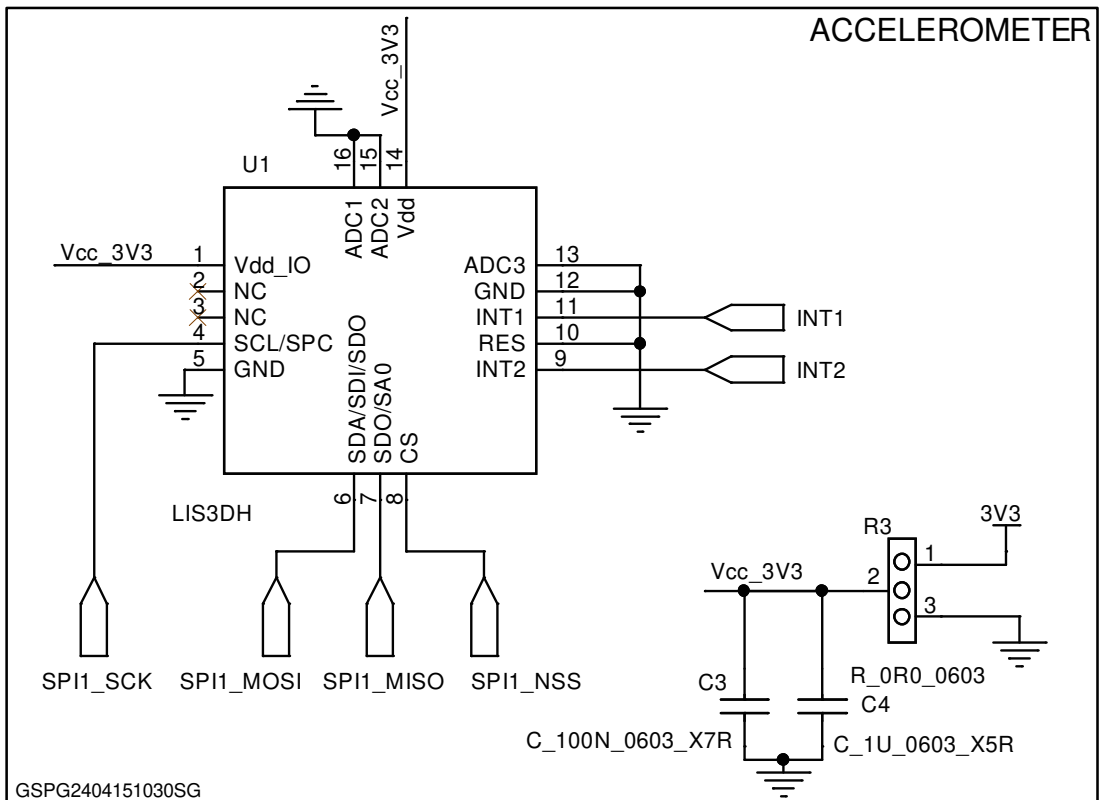 ACCELEROMETER
Vcc_3V3
16
15
14
U1
ADC1
ADC2
Vdd
Vcc_3V3
1
Vdd_IO
2
NC
3
NC
4
SCL/SPC
5
GND
ADC3
13
GND
12
INT1
11
INT1
RES
10
INT2
9
INT2
SDA/SDI/SDO
SDO/SA0
CS
6
7
8
LIS3DH
SPI1_SCK
SPI1_MOSI
SPI1_MISO
SPI1_NSS
R3
3V3
1
2
3
Vcc_3V3
R_0R0_0603
C3
C4
C_100N_0603_X7R
C_1U_0603_X5R
GSPG2404151030SG